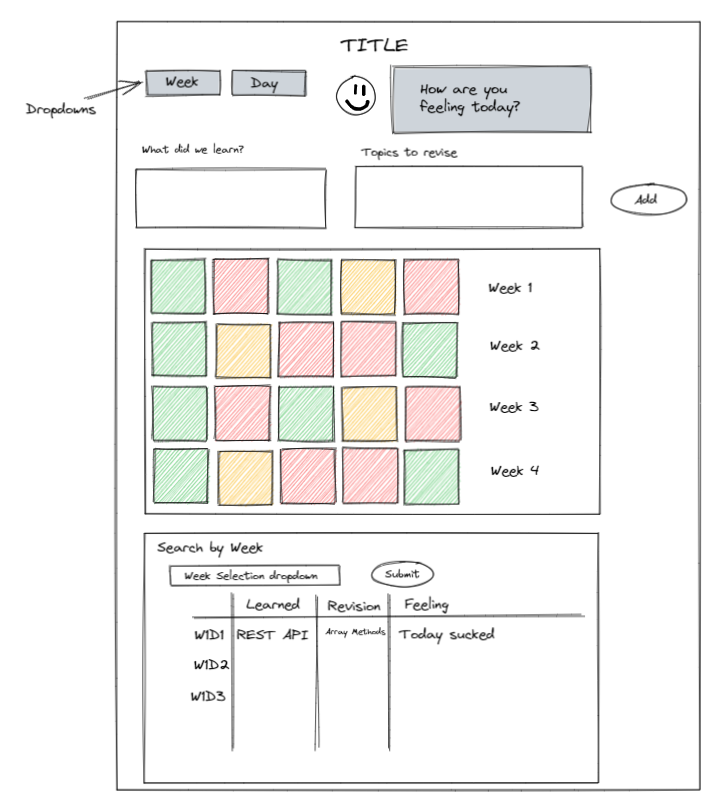 TITLE
Week
Day
How are you
feeling today?
Dropdowns
What did we learn?
Topics to revise
Add
Week 1
Week 2
Week 3
Week 4
Search by Week
Week Selection dropdown
Submit
Learned
Revision
Feeling
W1D1
REST API
Array Methods
Today sucked
W1D2
W1D3